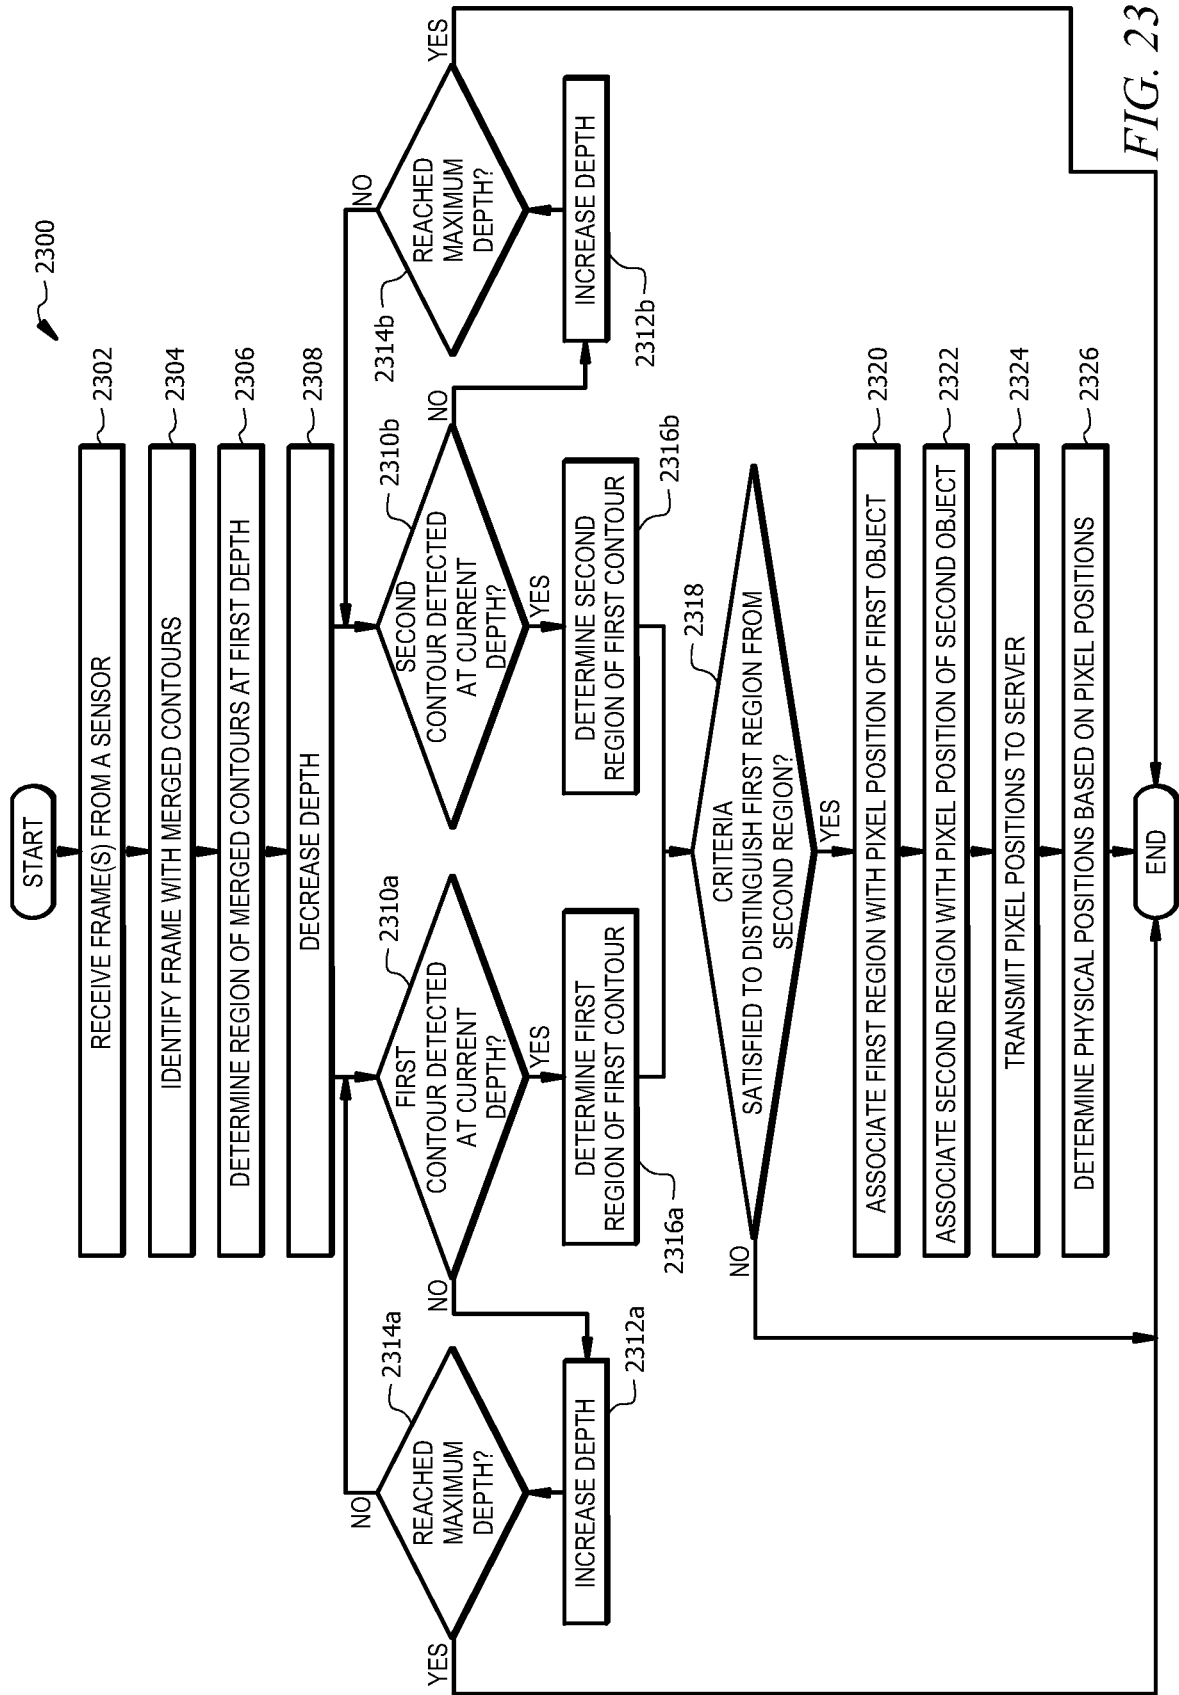 2300
START
RECEIVE FRAME(S) FROM A SENSOR
2302
IDENTIFY FRAME WITH MERGED CONTOURS
2304
DETERMINE REGION OF MERGED CONTOURS AT FIRST DEPTH
2306
DECREASE DEPTH
2308
FIRST
CONTOUR DETECTED
AT CURRENT
DEPTH?
2310a
NO
YES
INCREASE DEPTH
2312a
REACHED
MAXIMUM
DEPTH?
2314a
NO
YES
DETERMINE FIRST
REGION OF FIRST CONTOUR
2316a
SECOND
CONTOUR DETECTED
AT CURRENT
DEPTH?
2310b
NO
YES
INCREASE DEPTH
2312b
REACHED
MAXIMUM
DEPTH?
2314b
NO
YES
DETERMINE SECOND
REGION OF FIRST CONTOUR
2316b
CRITERIA
SATISFIED TO DISTINGUISH FIRST REGION FROM
SECOND REGION?
2318
NO
YES
ASSOCIATE FIRST REGION WITH PIXEL POSITION OF FIRST OBJECT
2320
ASSOCIATE SECOND REGION WITH PIXEL POSITION OF SECOND OBJECT
2322
TRANSMIT PIXEL POSITIONS TO SERVER
2324
DETERMINE PHYSICAL POSITIONS BASED ON PIXEL POSITIONS
2326
END
FIG. 23